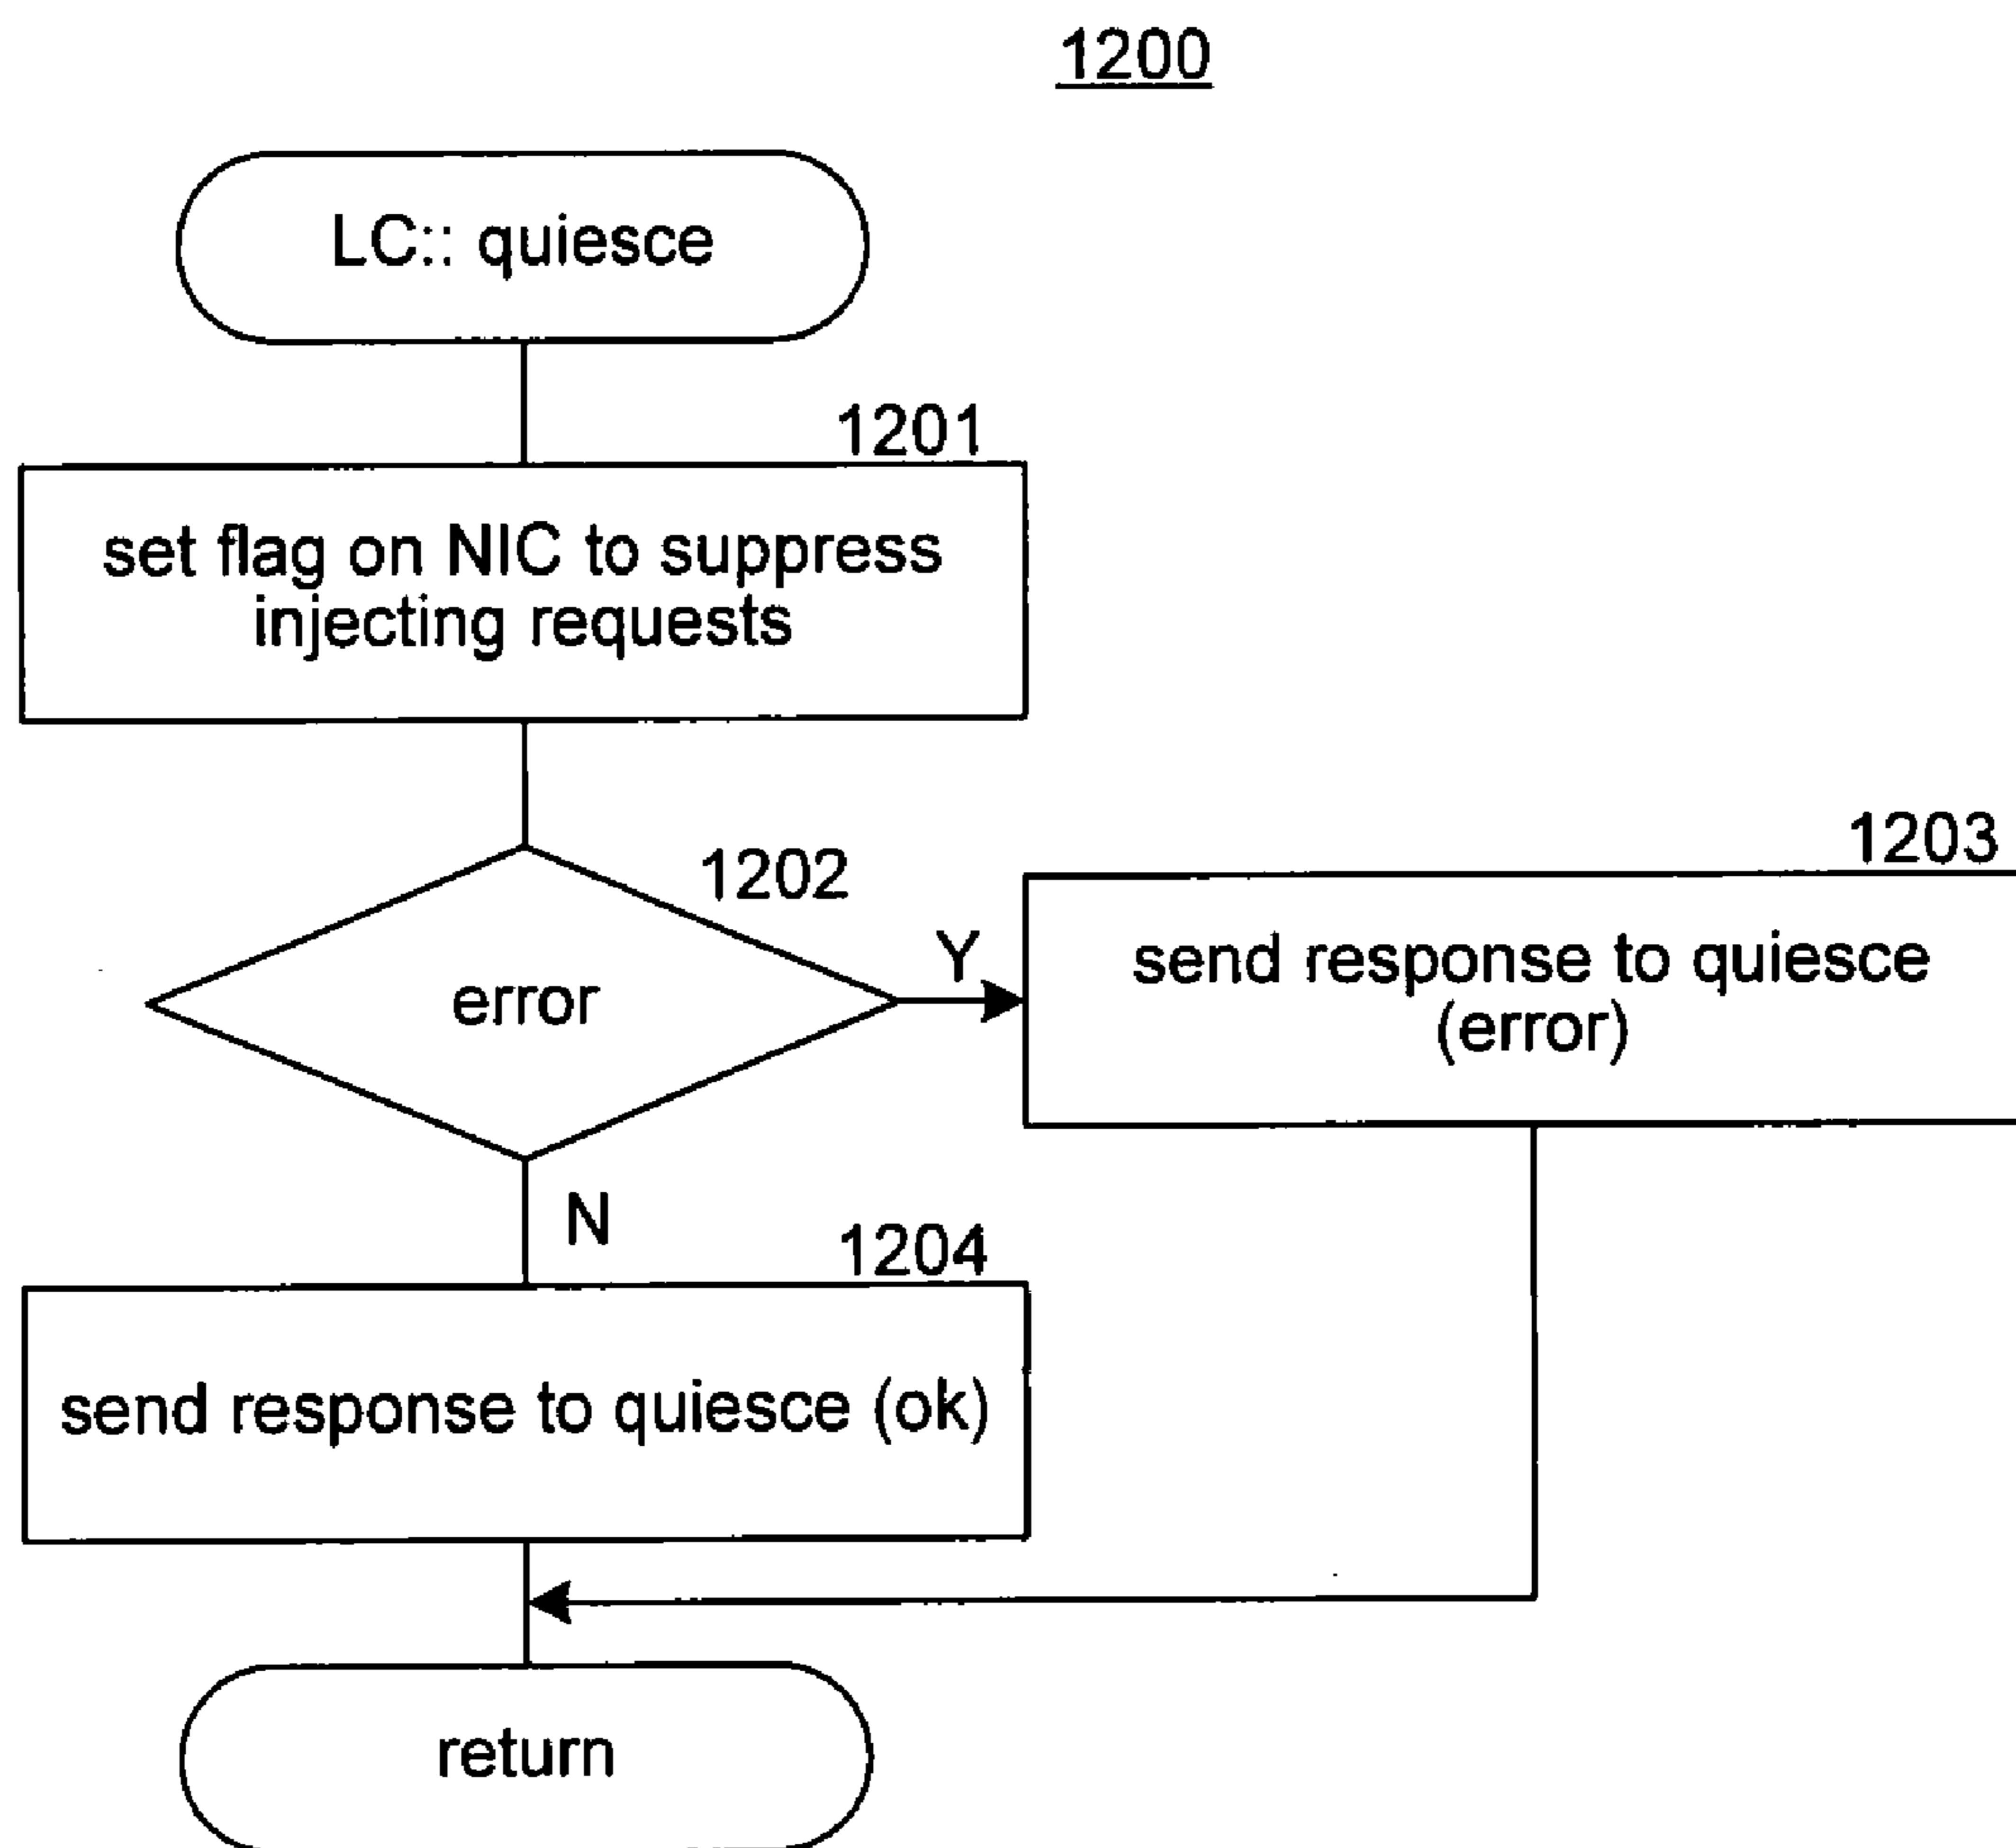 1200
LC:: quiesce
1201
set flag on NIC to suppress
injecting requests
1202
error
Y
1203
send response to quiesce
(error)
N
1204
send response to quiesce (ok)
return